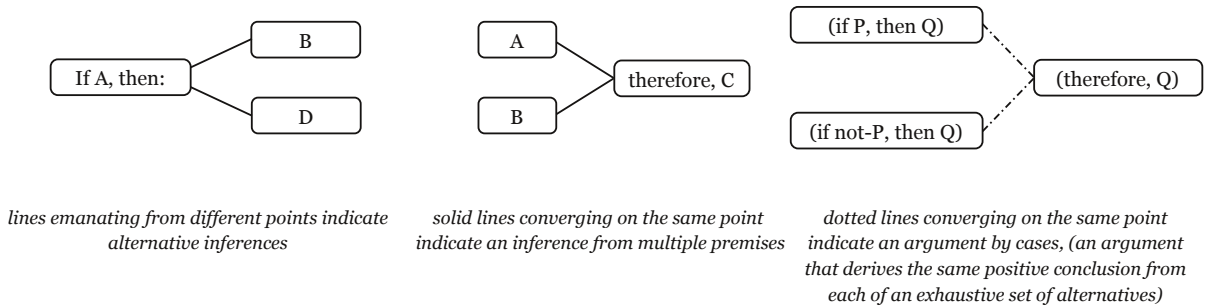 If A, then:
B
D
A
B
therefore, C
(if P, then Q)
(if not-P, then Q)
(therefore, Q)
lines emanating from different points indicate
alternative inferences
solid lines converging on the same point
indicate an inference from multiple premises
dotted lines converging on the same point
indicate an argument by cases, (an argument
that derives the same positive conclusion from
each of an exhaustive set of alternatives)